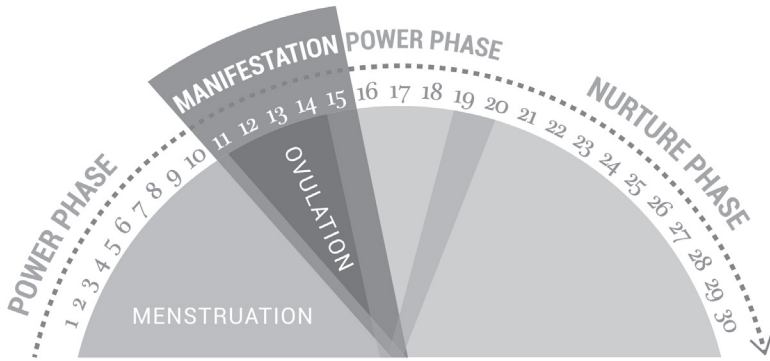 POWER PHASE
MANIFESTATION
POWER PHASE
NURTURE PHASE
1 2 3 4 5 6 7 8 9 10 11 12 13 14 15 16 17 18 19 20 21 22 23 24 25 26 27 28 29 30
OVULATION
MENSTRUATION